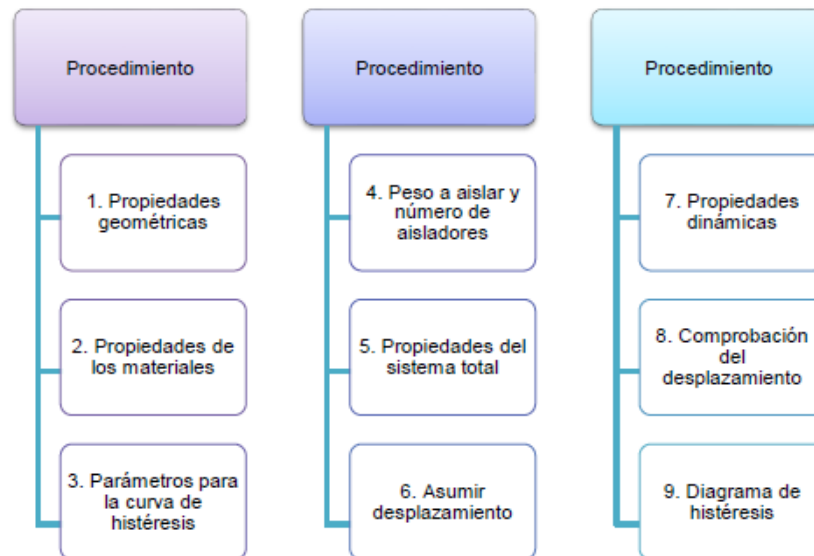 Procedimiento
1. Propiedades
geométricas
2. Propiedades de
los materiales
3. Parámetros para
la curva de
histéresis
Procedimiento
4. Peso a aislar y
número de
aisladores
5. Propiedades del
sistema total
6. Asumir
desplazamiento
Procedimiento
7. Propiedades
dinámicas
8. Comprobación
del
desplazamiento
9. Diagrama de
histéresis